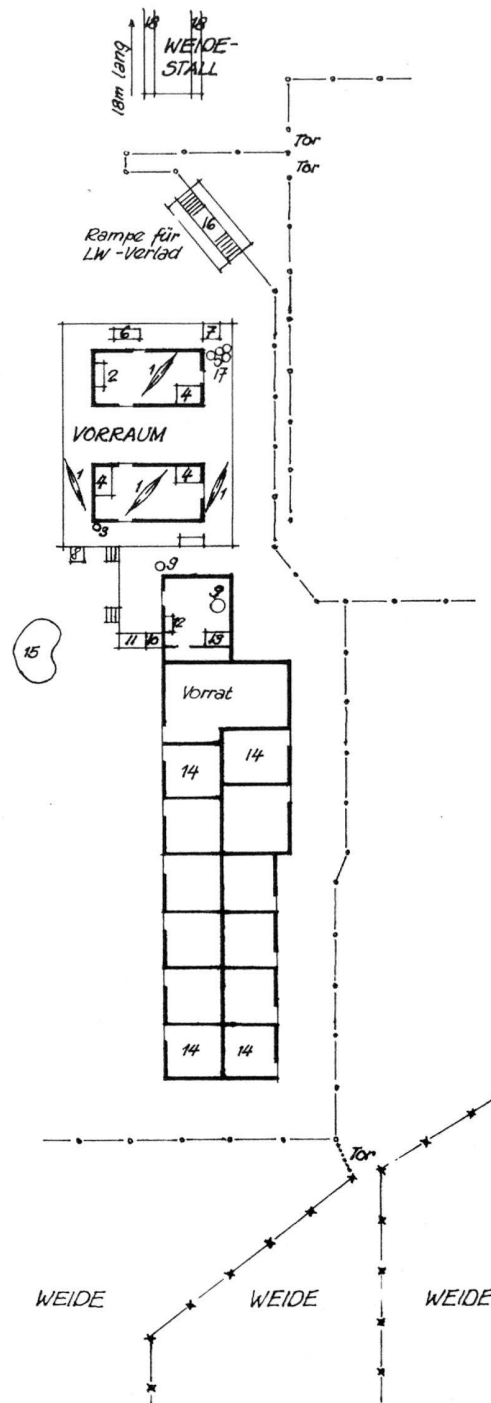 18 18
WEIDE-
STALL
18m lang
Tor
Tor
16
Rampe für
LW-Verlad
6 7
2 1 17
4
VORRAUM
4 4
1 1 1
3
8 9
9
12
11 10 13
15
Vorrat
14 14
14 14
Tor
WEIDE WEIDE WEIDE